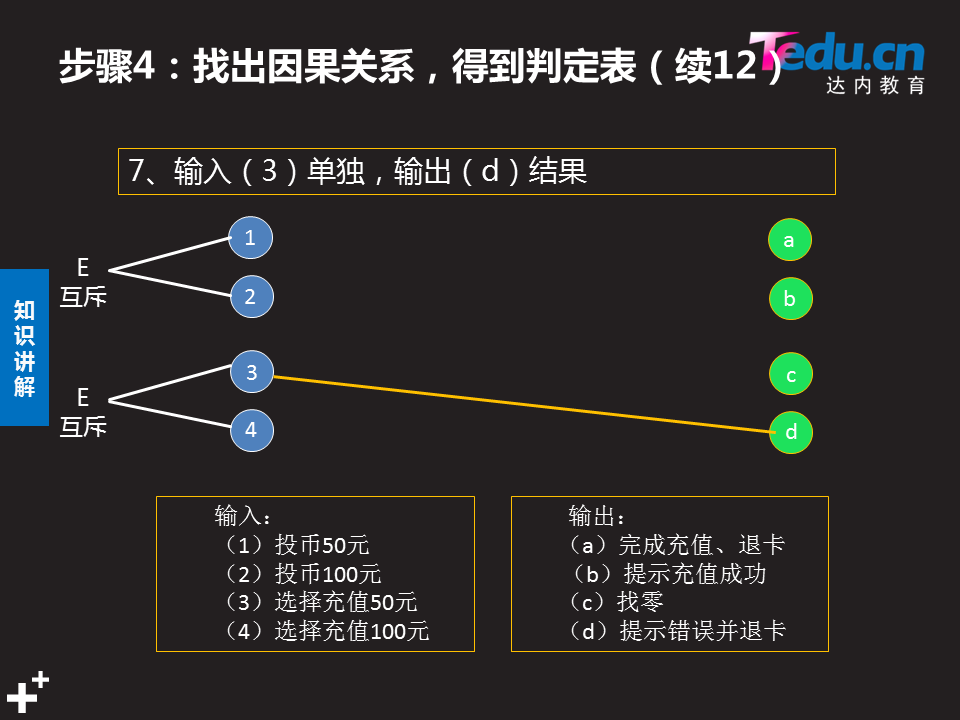 步骤4：找出因果关系，得到判定表（续12）
Tedu.cn
达内教育
7、输入（3）单独，输出（d）结果
1
a
E
互斥
2
b
知识讲解
3
c
E
互斥
4
d
输入：
（1）投币50元
（2）投币100元
（3）选择充值50元
（4）选择充值100元
输出：
（a）完成充值、退卡
（b）提示充值成功
（c）找零
（d）提示错误并退卡